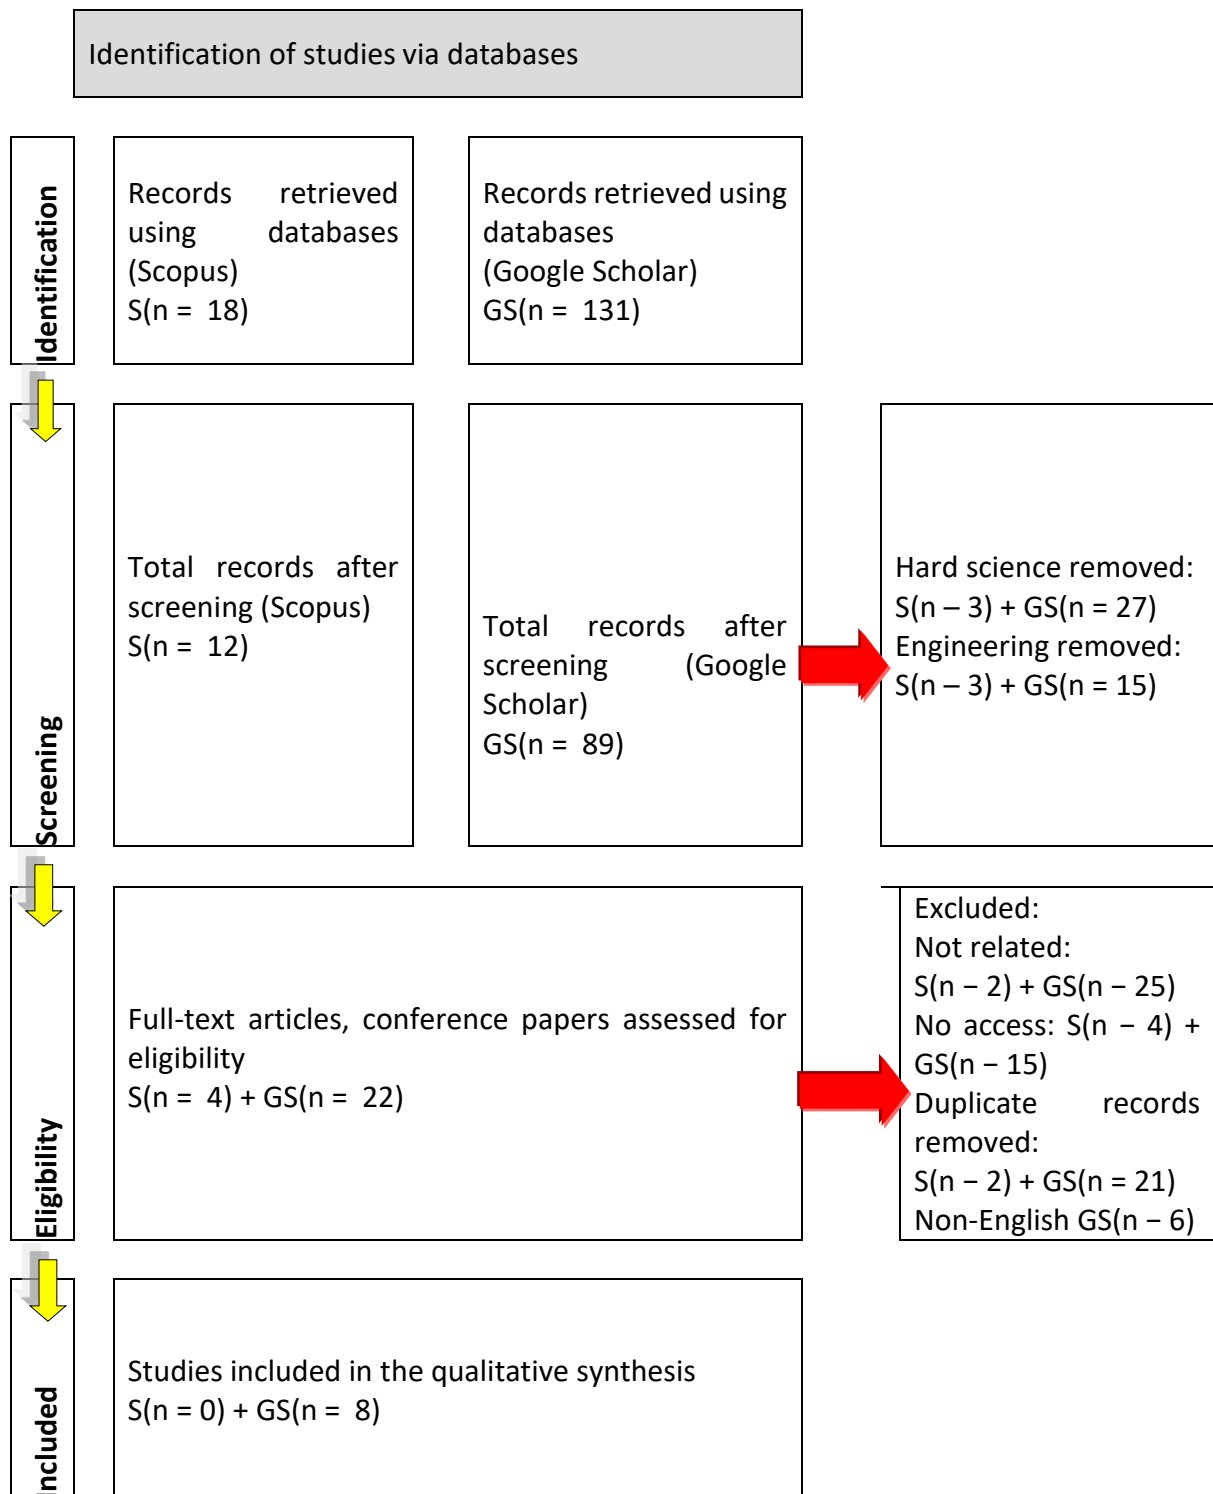 Identification of studies via databases
Identification
Records retrieved
using databases
(Scopus)
S(n = 18)
Records retrieved using
databases
(Google Scholar)
GS(n = 131)
Screening
Total records after
screening (Scopus)
S(n = 12)
Total records after
screening (Google
Scholar)
GS(n = 89)
Hard science removed:
S(n – 3) + GS(n = 27)
Engineering removed:
S(n – 3) + GS(n = 15)
Eligibility
Full-text articles, conference papers assessed for
eligibility
S(n = 4) + GS(n = 22)
Excluded:
Not related:
S(n − 2) + GS(n − 25)
No access: S(n − 4) +
GS(n − 15)
Duplicate records
removed:
S(n − 2) + GS(n = 21)
Non-English GS(n − 6)
Included
Studies included in the qualitative synthesis
S(n = 0) + GS(n = 8)